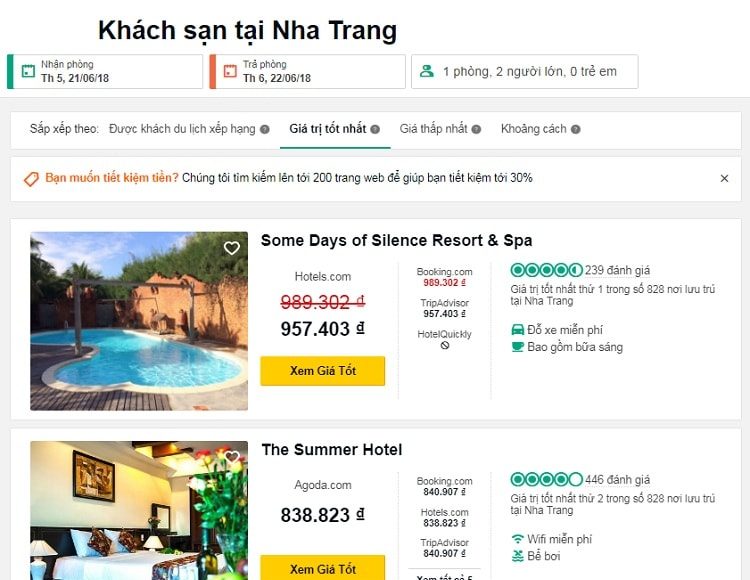 Khách sạn tại Nha Trang
Nhận phòng
Th 5, 21/06/18
Trả phòng
Th 6, 22/06/18
1 phòng, 2 người lớn, 0 trẻ em
Sắp xếp theo: Được khách du lịch xếp hạng ? Giá trị tốt nhất ? Giá thấp nhất ? Khoảng cách ?
Bạn muốn tiết kiệm tiền? Chúng tôi tìm kiếm lên tới 200 trang web để giúp bạn tiết kiệm tới 30%
Some Days of Silence Resort & Spa
Hotels.com
989.302 ₫
957.403 ₫
Xem Giá Tốt
Booking.com
989.302 ₫
TripAdvisor
957.403 ₫
HotelQuickly
239 đánh giá
Giá trị tốt nhất thứ 1 trong số 828 nơi lưu trú
tại Nha Trang
Đỗ xe miễn phí
Bao gồm bữa sáng
The Summer Hotel
Agoda.com
838.823 ₫
Xem Giá Tốt
Booking.com
840.907 ₫
Hotels.com
838.823 ₫
TripAdvisor
840.907 ₫
Xem tất cả 5
446 đánh giá
Giá trị tốt nhất thứ 2 trong số 828 nơi lưu trú
tại Nha Trang
Wifi miễn phí
Bể bơi